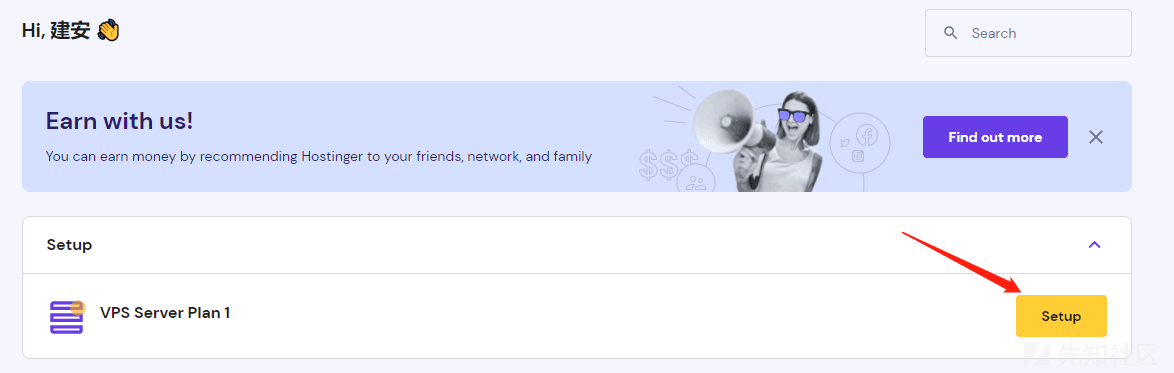 Hi, 建安 👏
Search
Earn with us!
You can earn money by recommending Hostinger to your friends, network, and family
Find out more
$$$
Setup
VPS Server Plan 1
Setup
先知社区